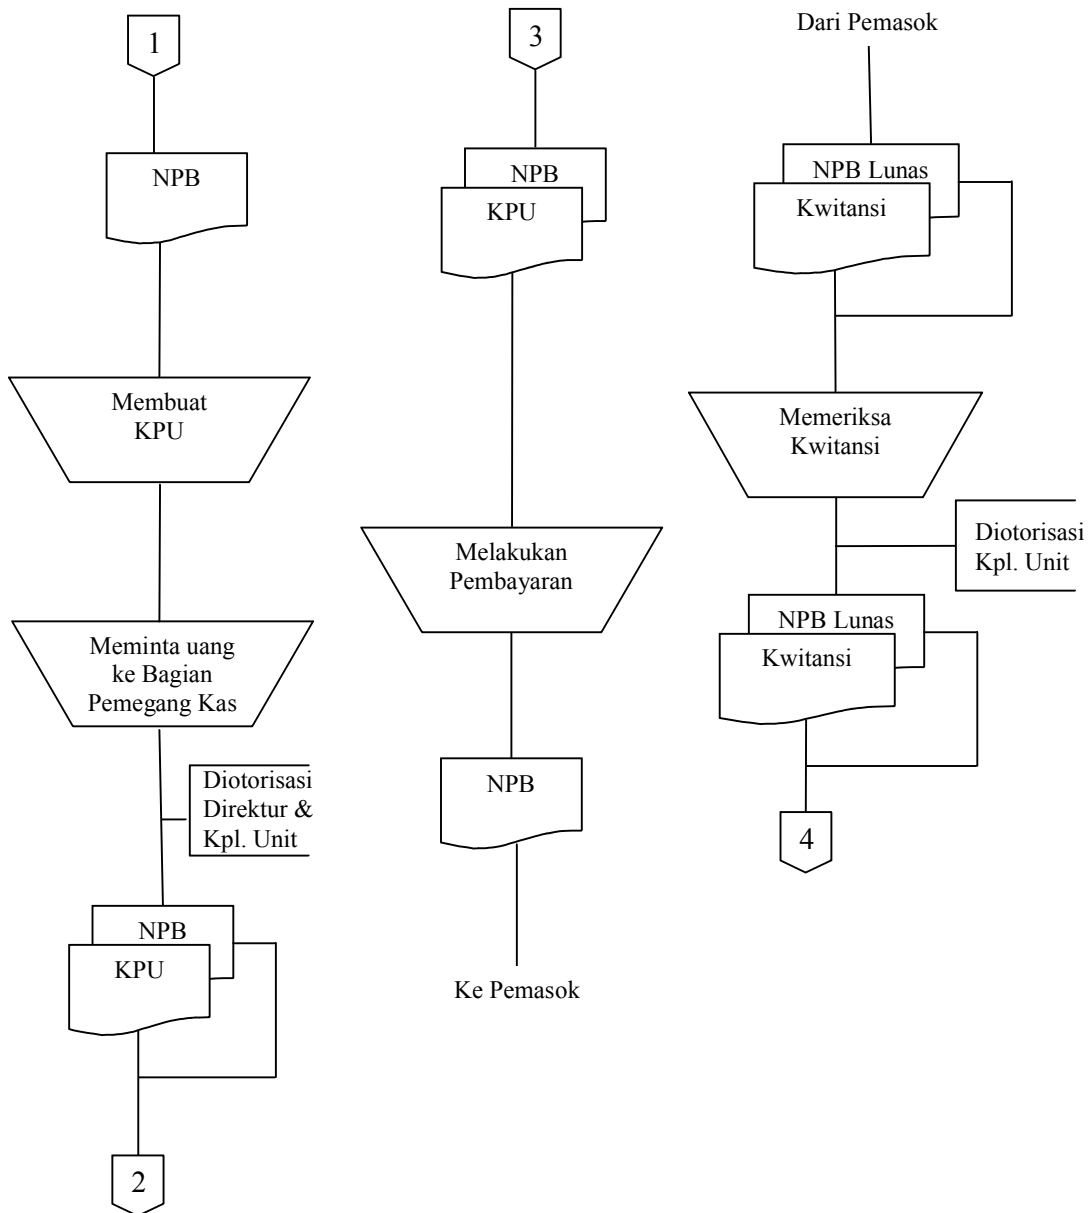 1
NPB
Membuat
KPU
Meminta uang
ke Bagian
Pemegang Kas
Diotorisasi
Direktur &
Kpl. Unit
NPB
KPU
2
3
NPB
KPU
Melakukan
Pembayaran
NPB
Ke Pemasok
Dari Pemasok
NPB Lunas
Kwitansi
Memeriksa
Kwitansi
Diotorisasi
Kpl. Unit
NPB Lunas
Kwitansi
4